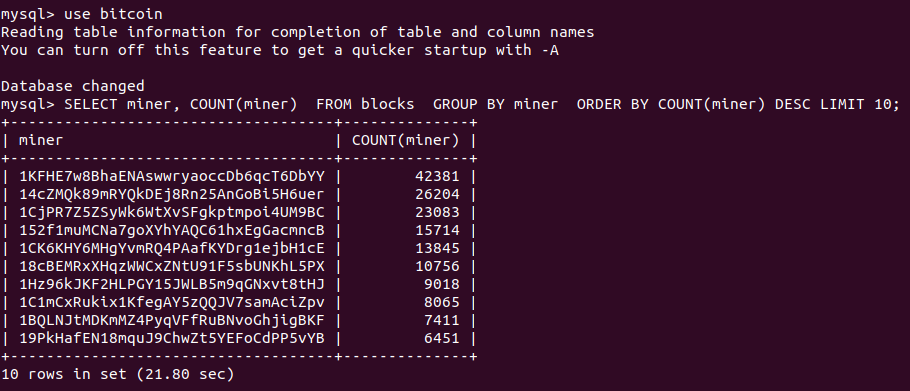 mysql> use bitcoin
Reading table information for completion of table and column names
You can turn off this feature to get a quicker startup with -A

Database changed
mysql> SELECT miner, COUNT(miner)  FROM blocks  GROUP BY miner  ORDER BY COUNT(miner) DESC LIMIT 10;
+------------------------------------+--------------+
| miner                              | COUNT(miner) |
+------------------------------------+--------------+
| 1KFHE7w8BhaENAswwryaoccDb6qcT6DbYY |        42381 |
| 14cZMQk89mRYQkDEj8Rn25AnGoBi5H6uer |        26204 |
| 1CjPR7Z5ZSyWk6WtXvSFgkptmpoi4UM9BC |        23083 |
| 152f1muMCNa7goXYhYAQC61hxEgGacmncB |        15714 |
| 1CK6KHY6MHgYvmRQ4PAafKYDrg1ejbH1cE |        13845 |
| 18cBEMRxXHqzWWCxZNtU91F5sbUNKhL5PX |        10756 |
| 1Hz96kJKF2HLPGY15JWLB5m9qGNxvt8tHJ |         9018 |
| 1C1mCxRukix1KfegAY5zQQJV7samAciZpv |         8065 |
| 1BQLNJtMDKmMZ4PyqVFfRuBNvoGhjigBKF |         7411 |
| 19PkHafEN18mquJ9ChwZt5YEFoCdPP5vYB |         6451 |
+------------------------------------+--------------+
10 rows in set (21.80 sec)